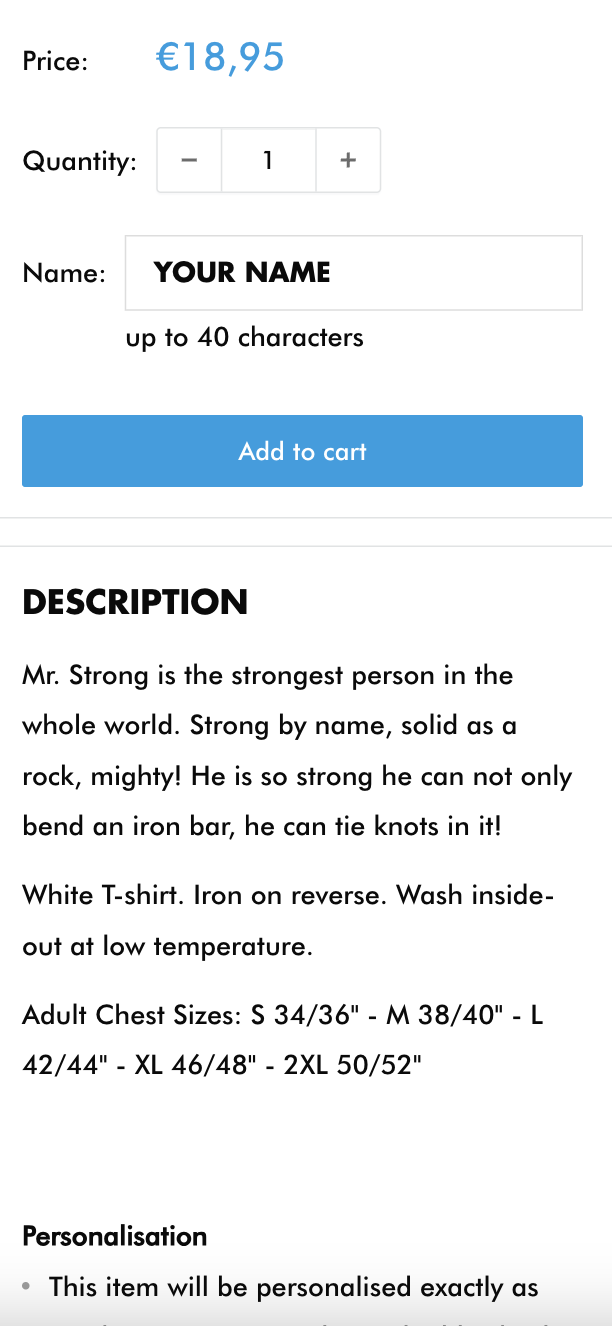 Price: €18,95
Quantity: − 1 +
Name: YOUR NAME
up to 40 characters
Add to cart
DESCRIPTION
Mr. Strong is the strongest person in the
whole world. Strong by name, solid as a
rock, mighty! He is so strong he can not only
bend an iron bar, he can tie knots in it!
White T-shirt. Iron on reverse. Wash inside-
out at low temperature.
Adult Chest Sizes: S 34/36" - M 38/40" - L
42/44" - XL 46/48" - 2XL 50/52"
Personalisation
• This item will be personalised exactly as